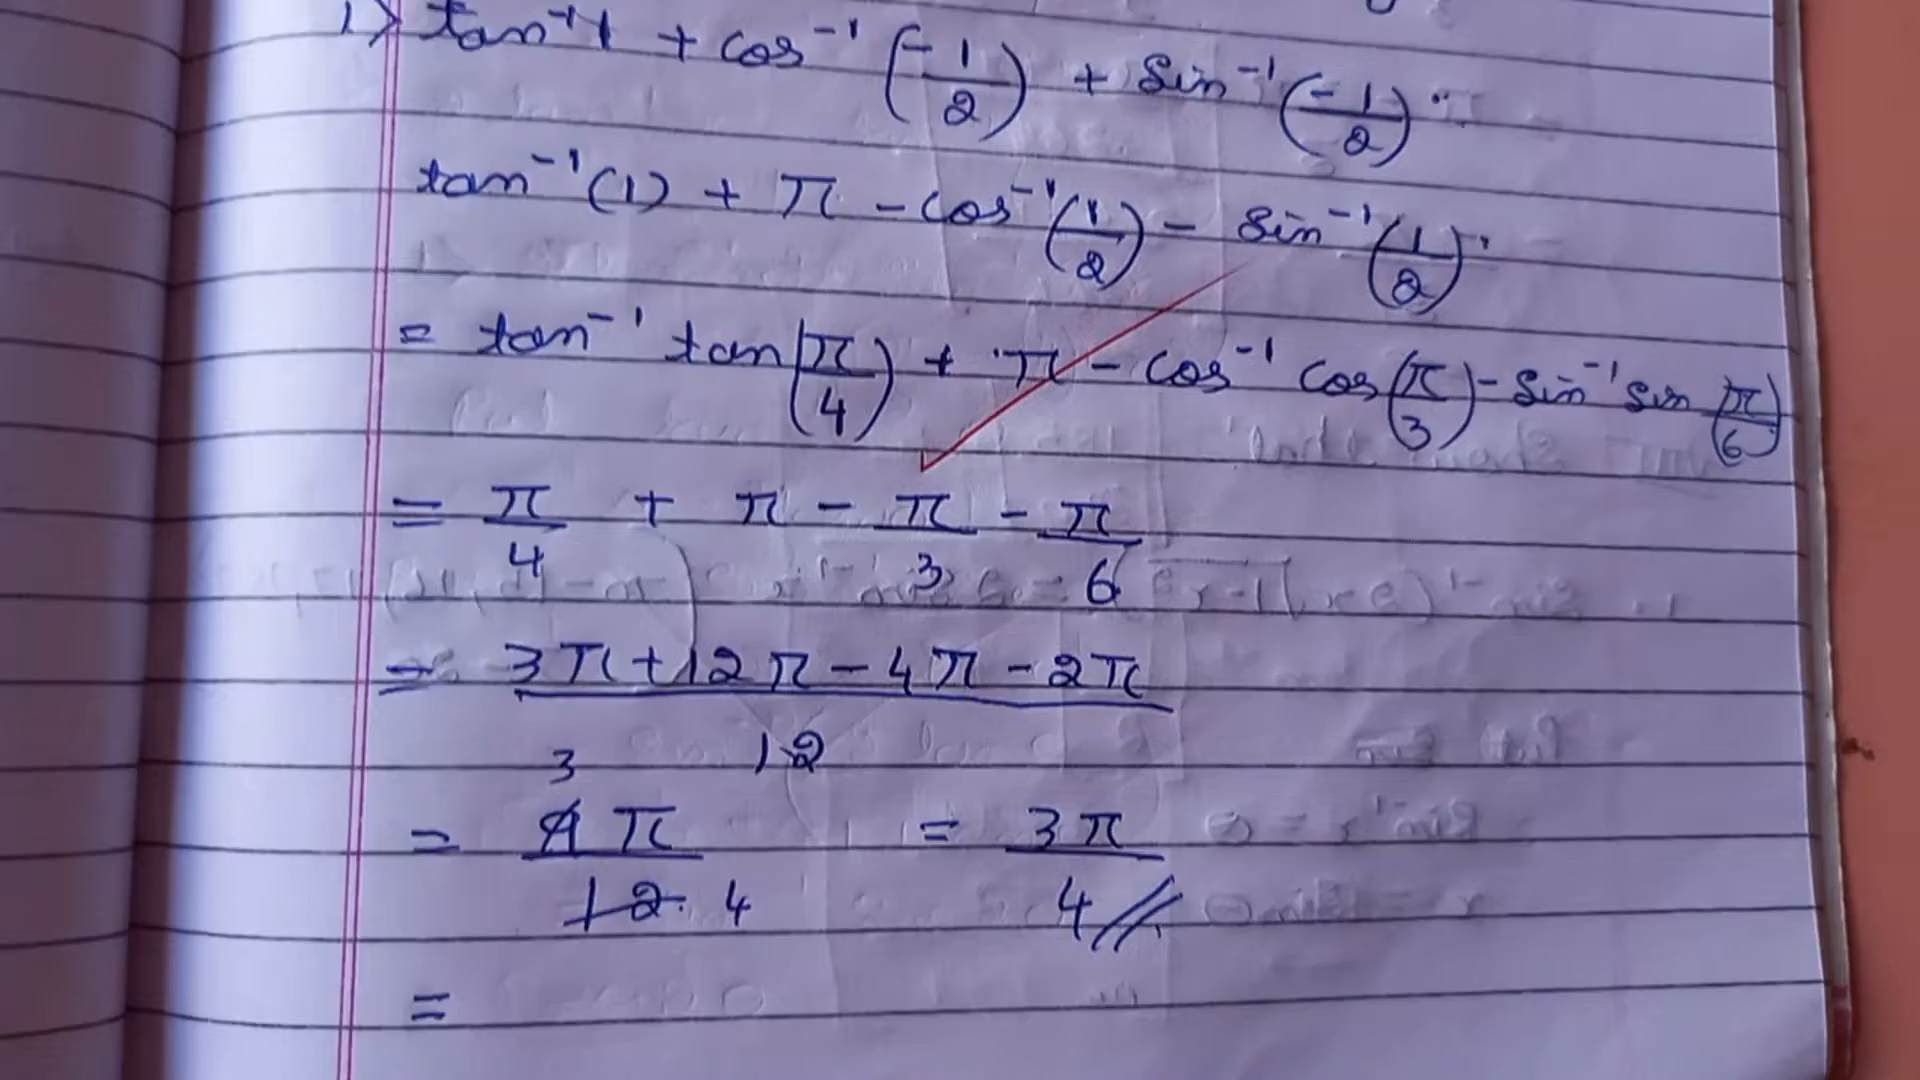 1) tan⁻¹1 + cos⁻¹(-1/2) + sin⁻¹(-1/2)
tan⁻¹(1) + π - cos⁻¹(1/2) - sin⁻¹(1/2)
= tan⁻¹ tan(π/4) + π - cos⁻¹ cos(π/3) - sin⁻¹ sin(π/6)
= π/4 + π - π/3 - π/6
= 3π + 12π - 4π - 2π / 12
= 9π/12 = 3π/4
=